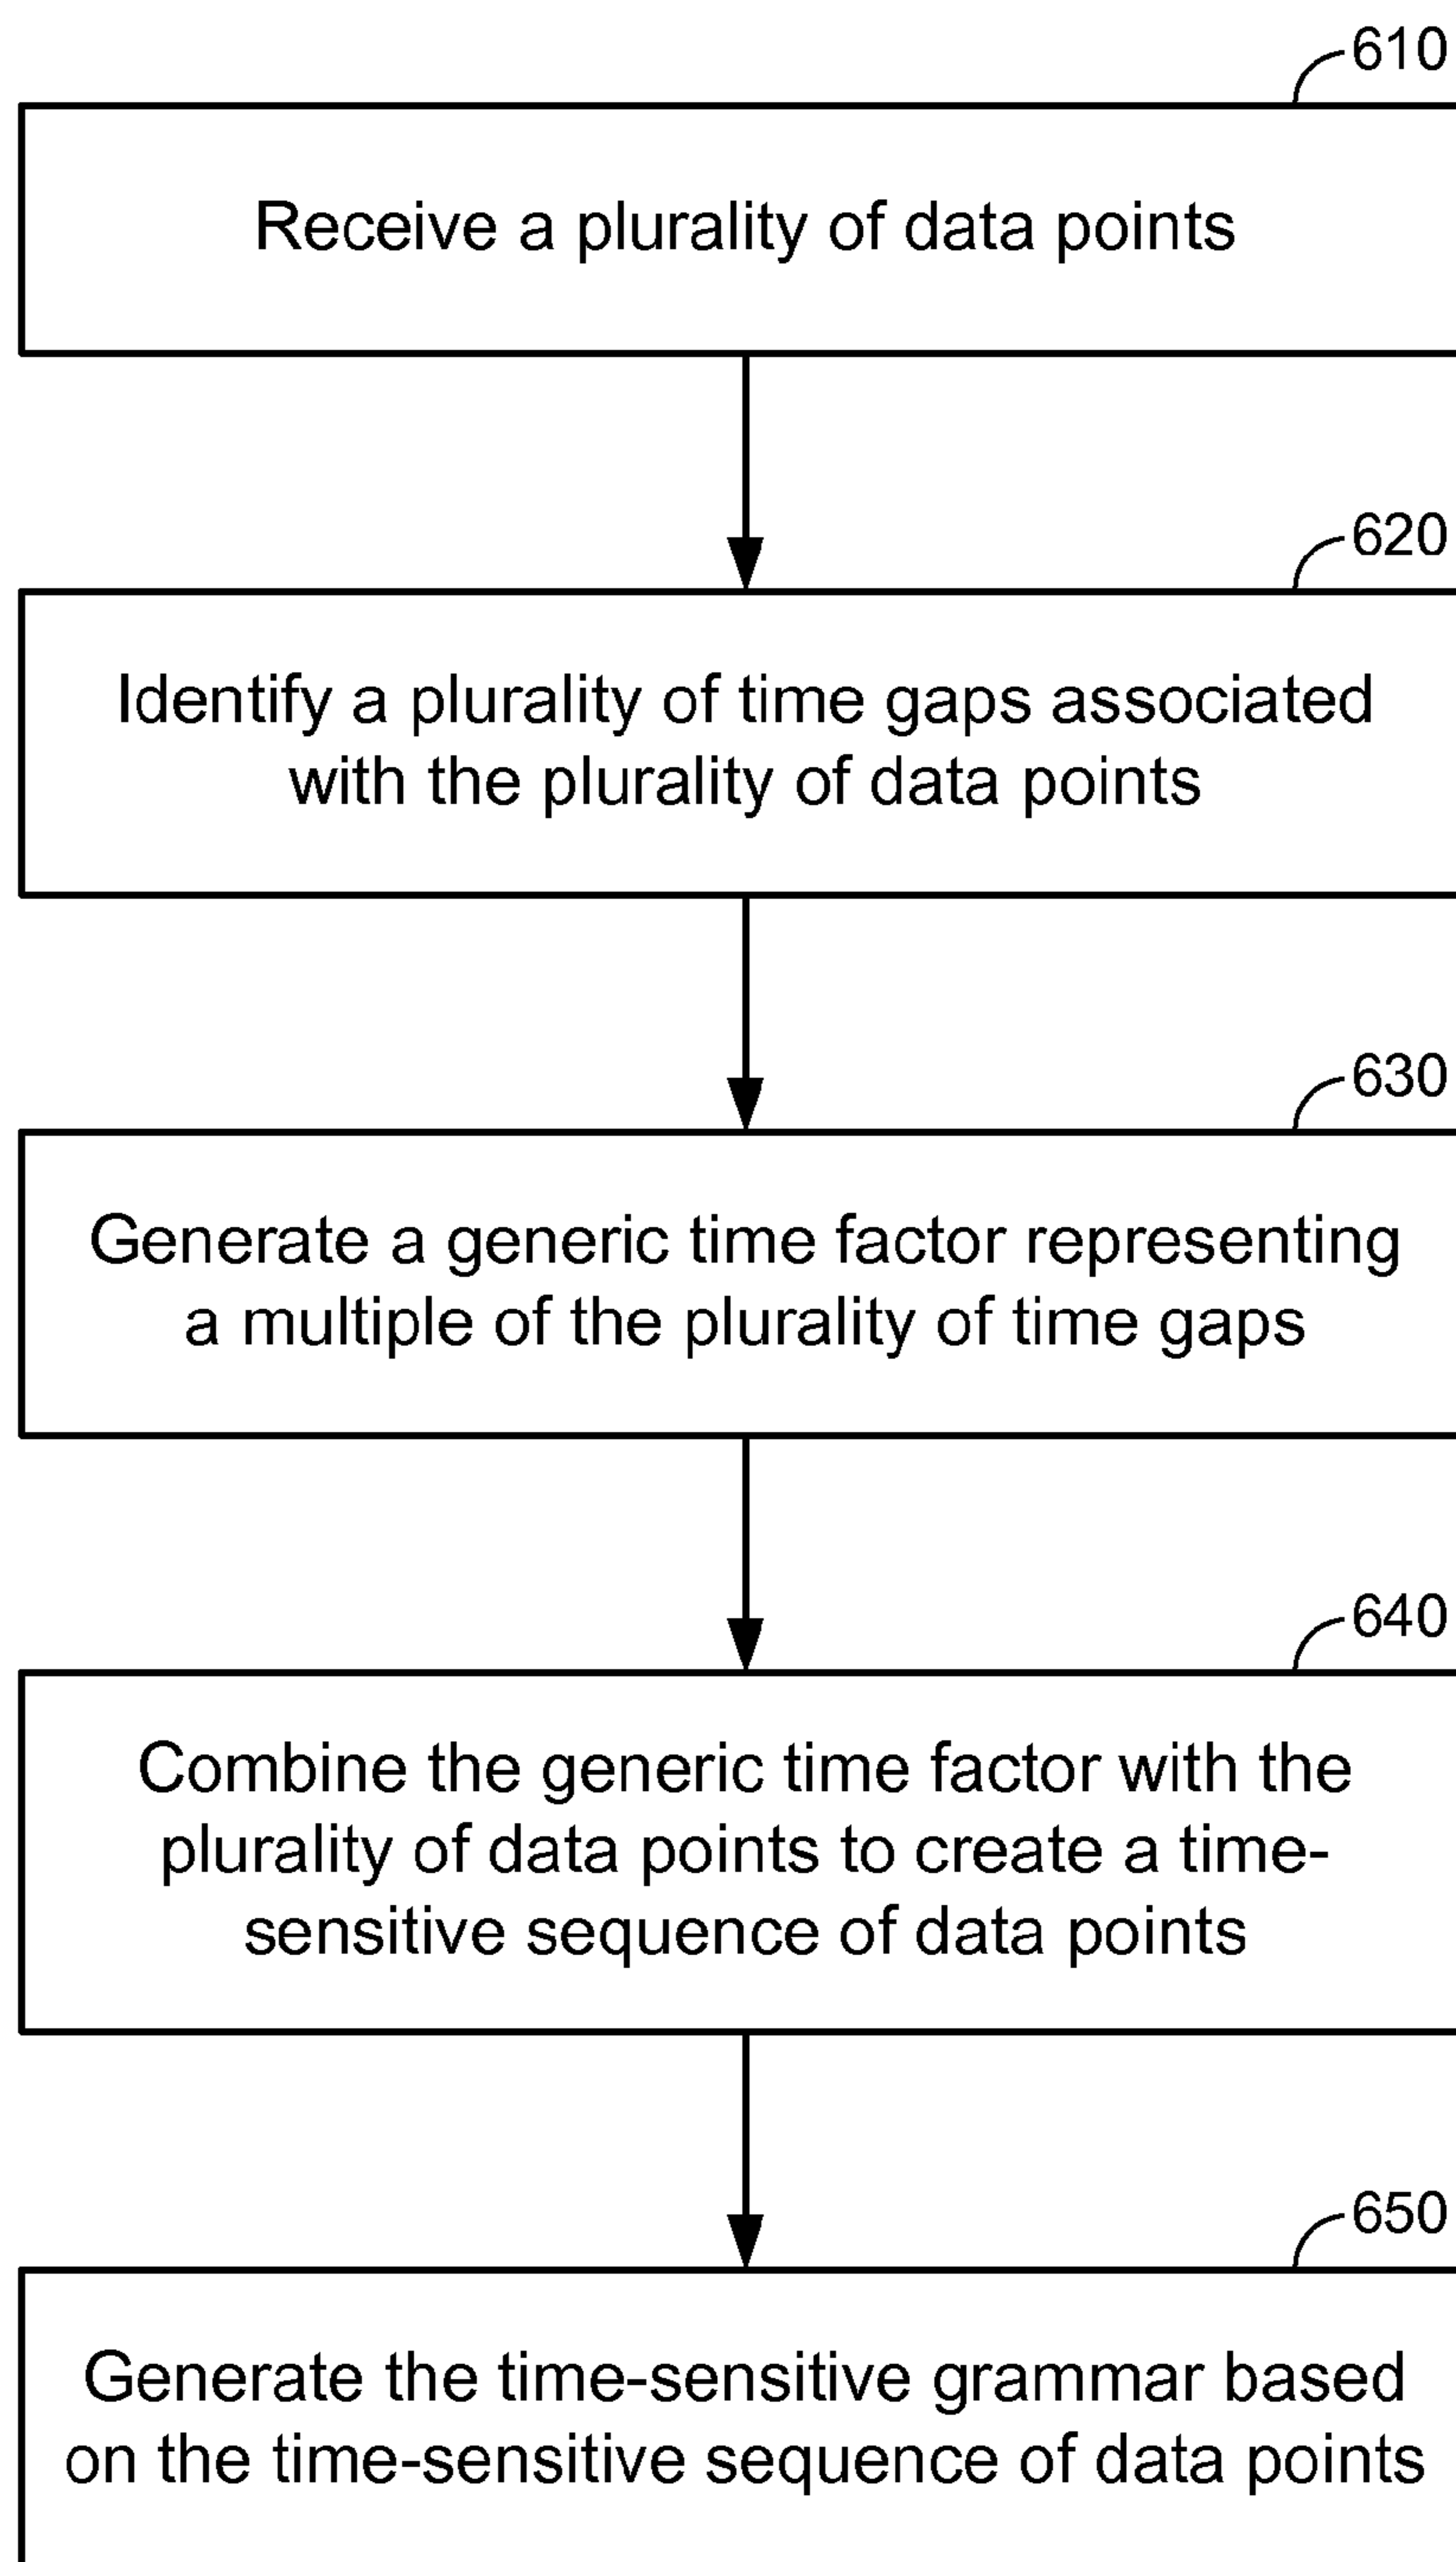 610
Receive a plurality of data points
620
Identify a plurality of time gaps associated
with the plurality of data points
630
Generate a generic time factor representing
a multiple of the plurality of time gaps
640
Combine the generic time factor with the
plurality of data points to create a time-
sensitive sequence of data points
650
Generate the time-sensitive grammar based
on the time-sensitive sequence of data points